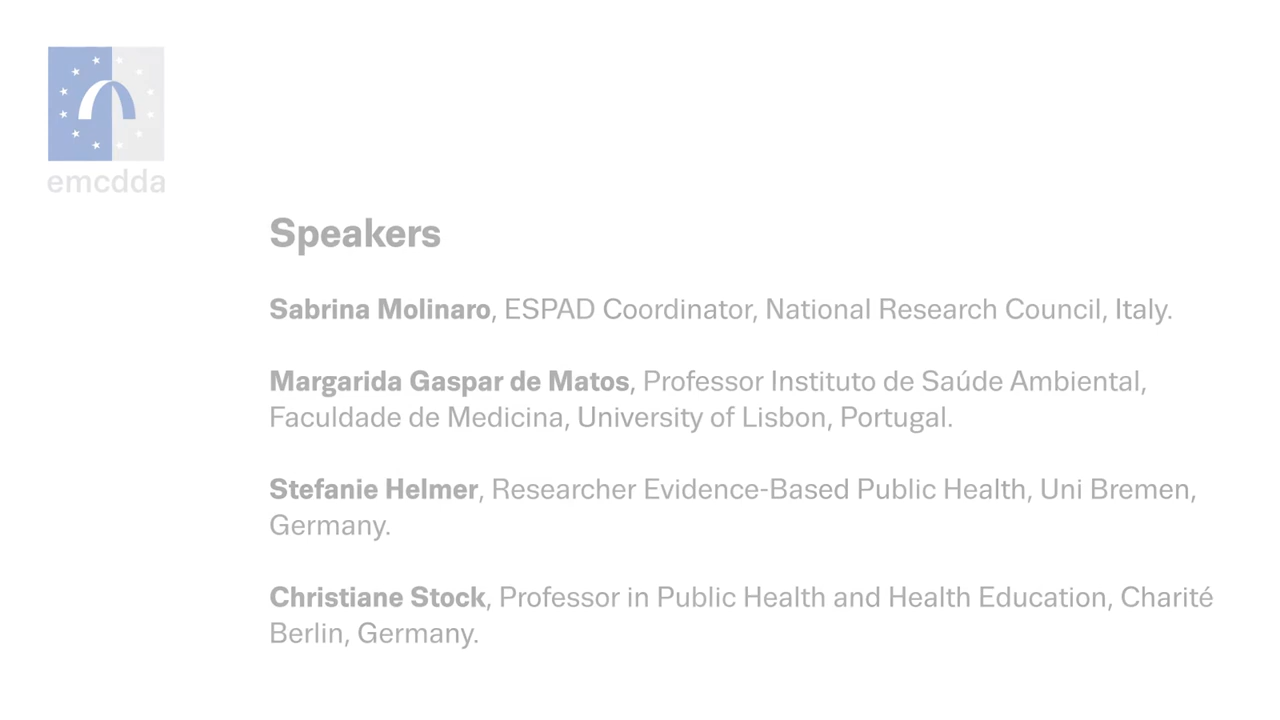 emcdda
Speakers
Sabrina Molinaro, ESPAD Coordinator, National Research Council, Italy.
Margarida Gaspar de Matos, Professor Instituto de Saúde Ambiental,
Faculdade de Medicina, University of Lisbon, Portugal.
Stefanie Helmer, Researcher Evidence-Based Public Health, Uni Bremen,
Germany.
Christiane Stock, Professor in Public Health and Health Education, Charité
Berlin, Germany.